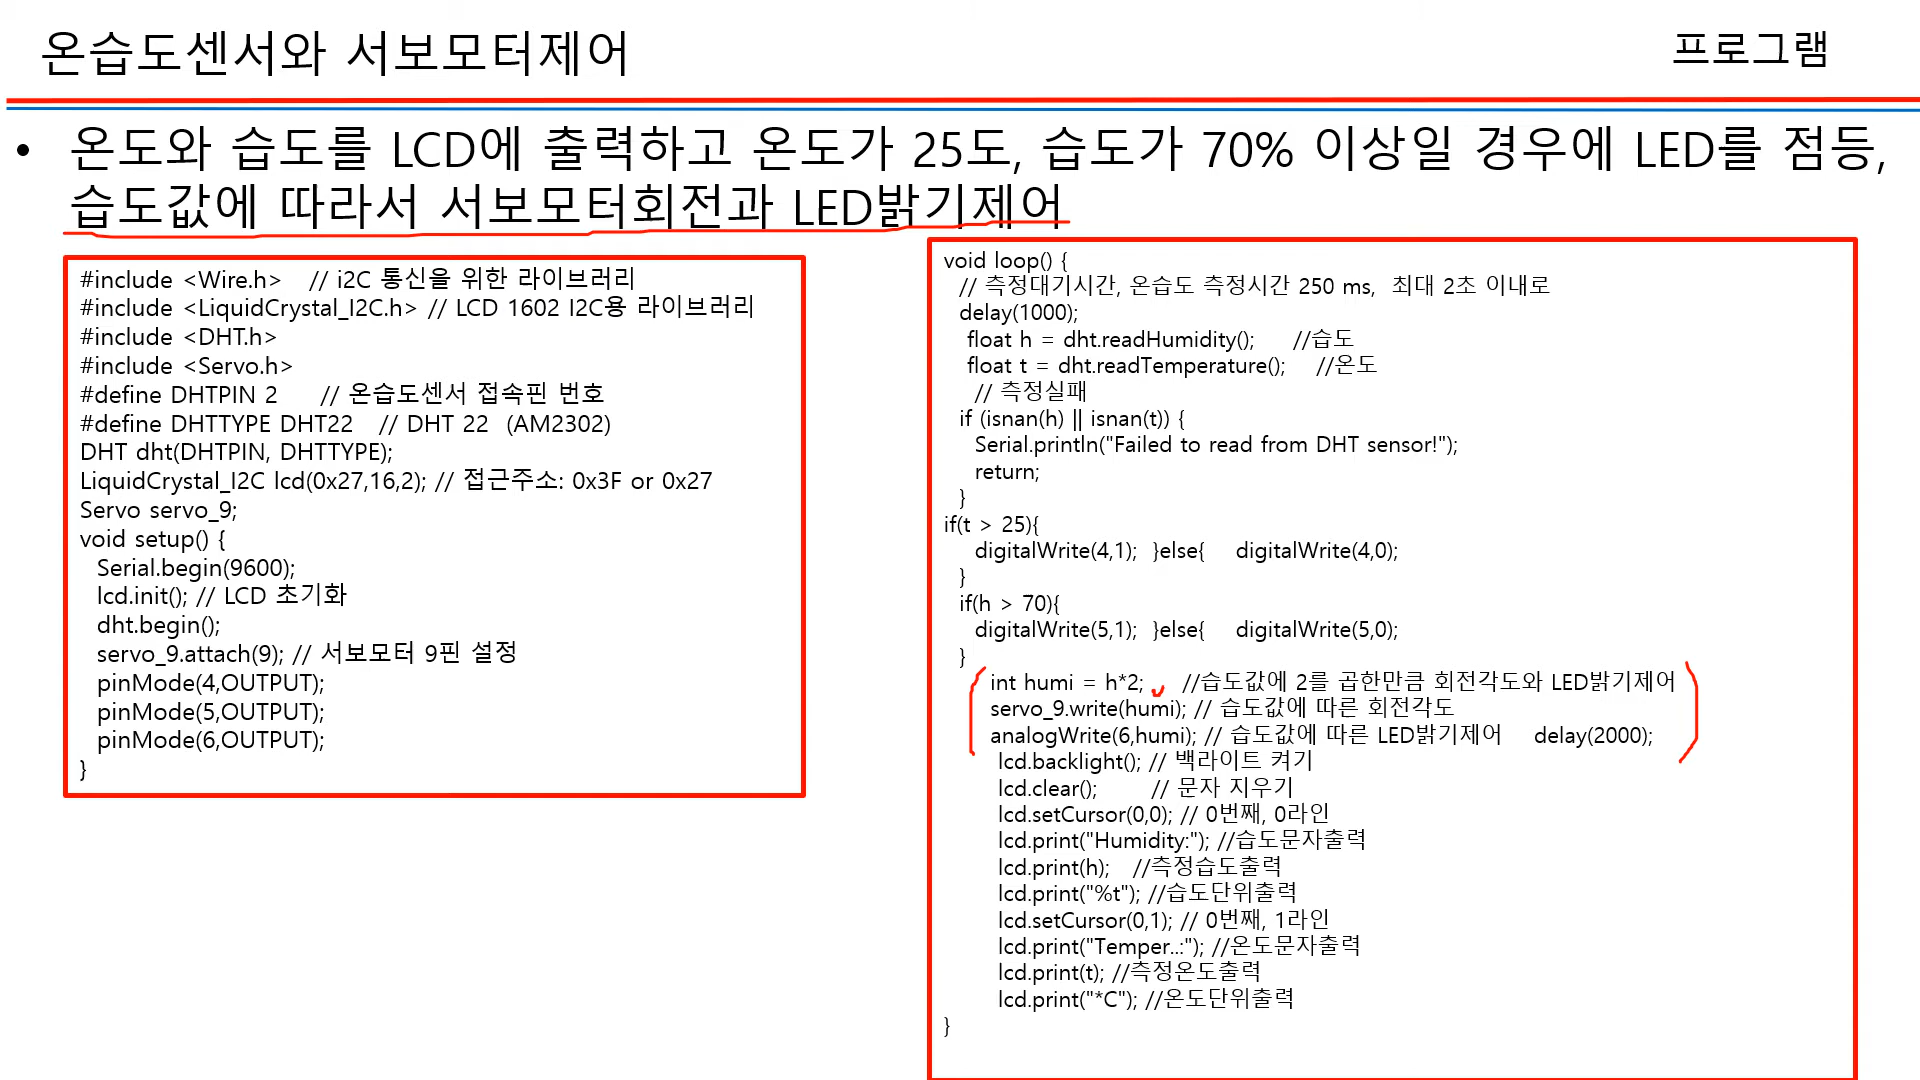 온습도센서와 서보모터제어
프로그램
• 온도와 습도를 LCD에 출력하고 온도가 25도, 습도가 70% 이상일 경우에 LED를 점등,
습도값에 따라서 서보모터회전과 LED밝기제어
#include <Wire.h> // i2C 통신을 위한 라이브러리
#include <LiquidCrystal_I2C.h> // LCD 1602 I2C용 라이브러리
#include <DHT.h>
#include <Servo.h>
#define DHTPIN 2 // 온습도센서 접속핀 번호
#define DHTTYPE DHT22 // DHT 22 (AM2302)
DHT dht(DHTPIN, DHTTYPE);
LiquidCrystal_I2C lcd(0x27,16,2); // 접근주소: 0x3F or 0x27
Servo servo_9;
void setup() {
Serial.begin(9600);
lcd.init(); // LCD 초기화
dht.begin();
servo_9.attach(9); // 서보모터 9핀 설정
pinMode(4,OUTPUT);
pinMode(5,OUTPUT);
pinMode(6,OUTPUT);
}
void loop() {
// 측정대기시간, 온습도 측정시간 250 ms, 최대 2초 이내로
delay(1000);
float h = dht.readHumidity(); //습도
float t = dht.readTemperature(); //온도
// 측정실패
if (isnan(h) || isnan(t)) {
Serial.println("Failed to read from DHT sensor!");
return;
}
if(t > 25){
digitalWrite(4,1); }else{ digitalWrite(4,0);
}
if(h > 70){
digitalWrite(5,1); }else{ digitalWrite(5,0);
}
int humi = h*2; //습도값에 2를 곱한만큼 회전각도와 LED밝기제어
servo_9.write(humi); // 습도값에 따른 회전각도
analogWrite(6,humi); // 습도값에 따른 LED밝기제어 delay(2000);
lcd.backlight(); // 백라이트 켜기
lcd.clear(); // 문자 지우기
lcd.setCursor(0,0); // 0번째, 0라인
lcd.print("Humidity:"); //습도문자출력
lcd.print(h); //측정습도출력
lcd.print("%t"); //습도단위출력
lcd.setCursor(0,1); // 0번째, 1라인
lcd.print("Temper..:"); //온도문자출력
lcd.print(t); //측정온도출력
lcd.print("*C"); //온도단위출력
}